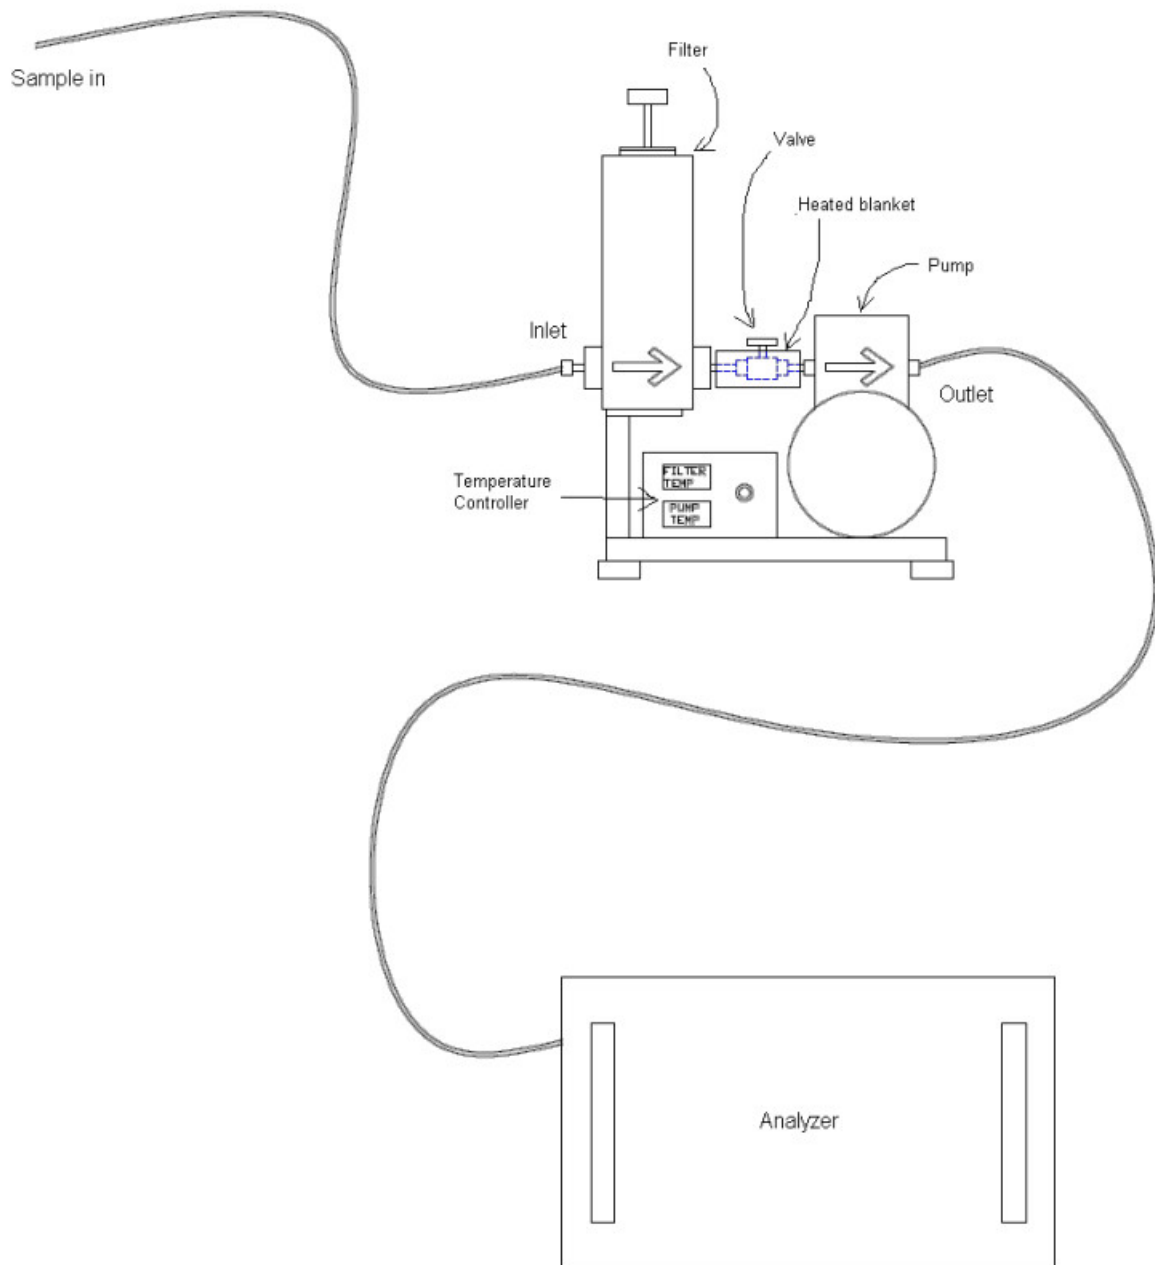 Sample in
Filter
Valve
Heated blanket
Pump
Inlet
Outlet
Temperature
Controller
FILTER
TEMP
PUMP
TEMP
Analyzer